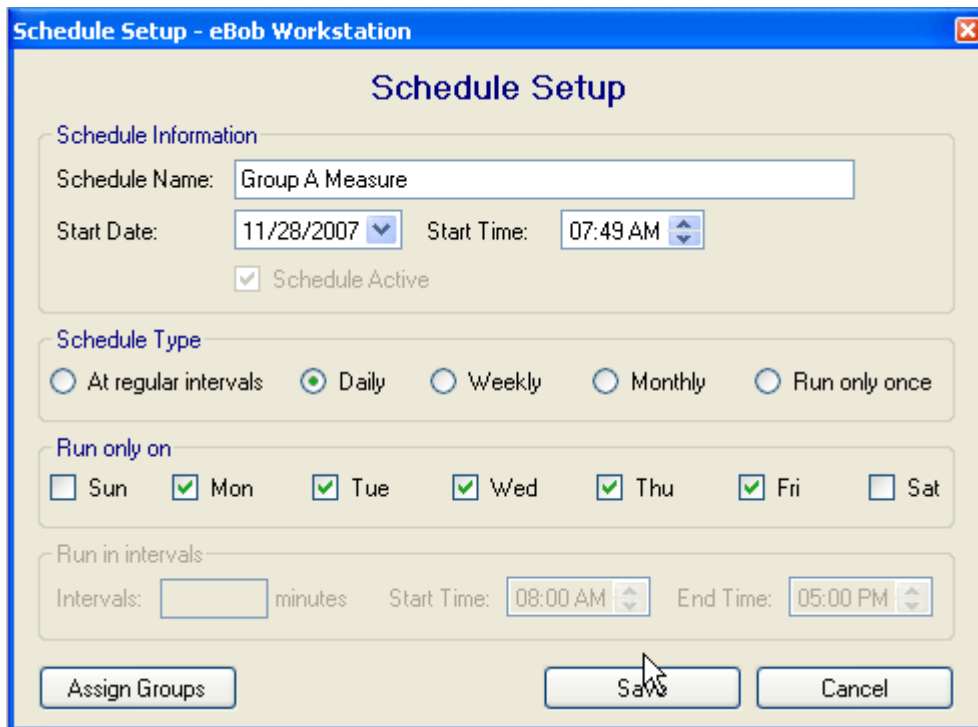 Schedule Setup - eBob Workstation
Schedule Setup
Schedule Information
Schedule Name: Group A Measure
Start Date: 11/28/2007 Start Time: 07:49 AM
Schedule Active
Schedule Type
At regular intervals Daily Weekly Monthly Run only once
Run only on
Sun Mon Tue Wed Thu Fri Sat
Run in intervals
Intervals: minutes Start Time: 08:00 AM End Time: 05:00 PM
Assign Groups Save Cancel